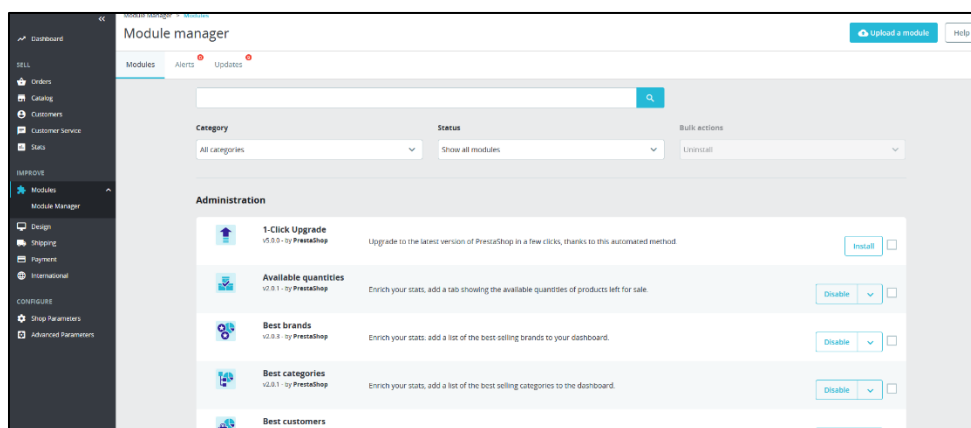 Module Manager > Modules
Module manager
Upload a module
Help
Dashboard
SELL
Orders
Catalog
Customers
Customer Service
Stats
IMPROVE
Modules
Module Manager
Design
Shipping
Payment
International
CONFIGURE
Shop Parameters
Advanced Parameters
Modules
Alerts
Updates
Category
Status
Bulk actions
All categories
Show all modules
Uninstall
Administration
1-Click Upgrade
v5.0.0 - by PrestaShop
Upgrade to the latest version of PrestaShop in a few clicks, thanks to this automated method.
Install
Available quantities
v2.0.1 - by PrestaShop
Enrich your stats, add a tab showing the available quantities of products left for sale.
Disable
Best brands
v2.0.3 - by PrestaShop
Enrich your stats, add a list of the best selling brands to your dashboard.
Disable
Best categories
v2.0.1 - by PrestaShop
Enrich your stats, add a list of the best selling categories to the dashboard.
Disable
Best customers